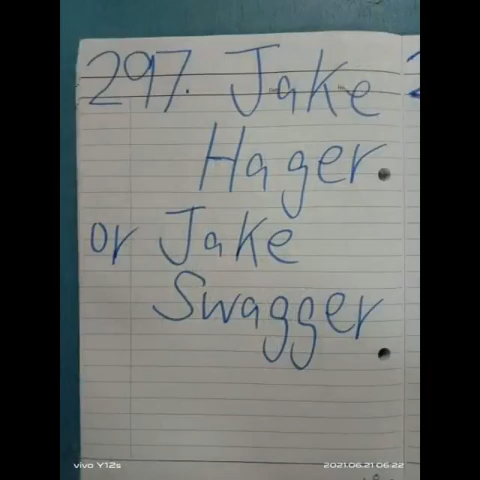 297. Jake
Hager.
or Jake
Swagger
vivo Y12s
2021.06.21 06:22